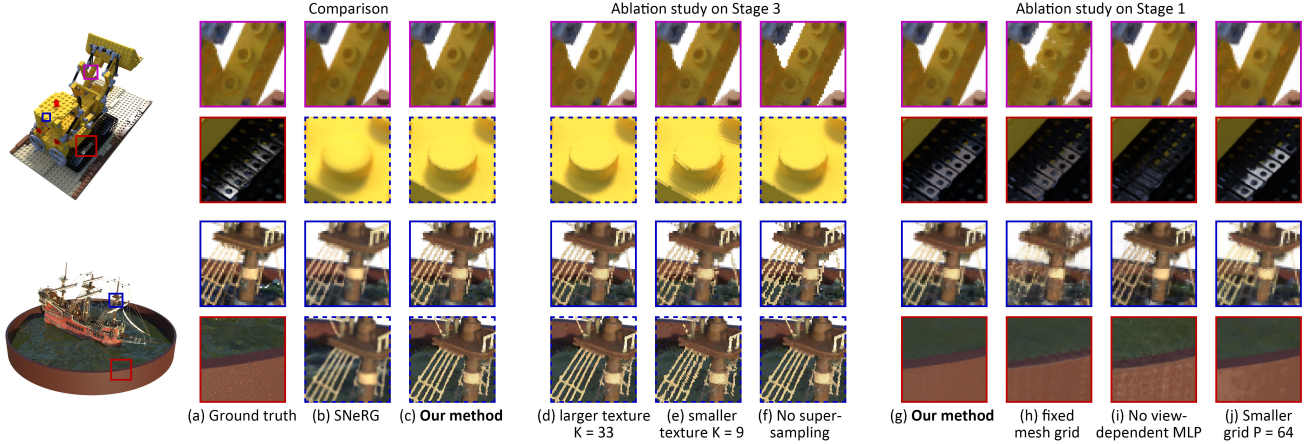 Comparison
Ablation study on Stage 3
Ablation study on Stage 1
(a) Ground truth
(b) SNeRG
(c) Our method
(d) larger texture
K = 33
(e) smaller
texture K = 9
(f) No super-
sampling
(g) Our method
(h) fixed
mesh grid
(i) No view-
dependent MLP
(j) Smaller
grid P = 64